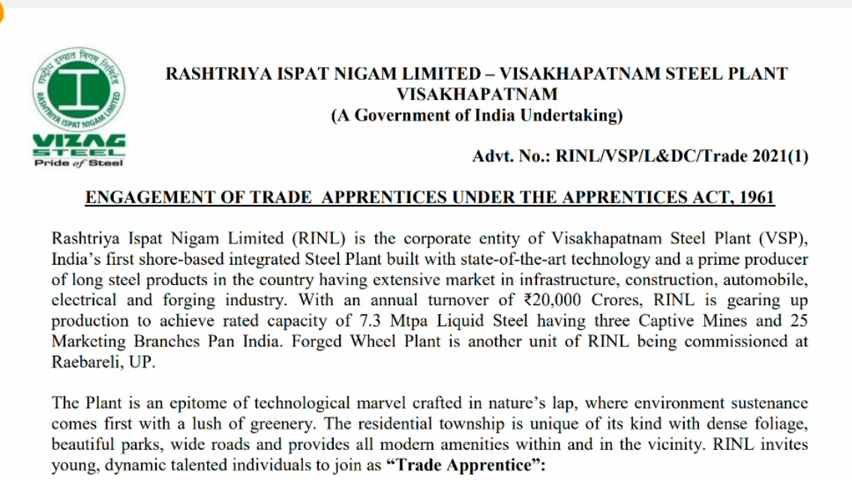 RASHTRIYA ISPAT NIGAM LIMITED – VISAKHAPATNAM STEEL PLANT
VISAKHAPATNAM
(A Government of India Undertaking)
राष्ट्रीय इस्पात निगम लिमिटेड
RASHTRIYA ISPAT NIGAM LIMITED
VIZAG
STEEL
Pride of Steel
Advt. No.: RINL/VSP/L&DC/Trade 2021(1)
ENGAGEMENT OF TRADE APPRENTICES UNDER THE APPRENTICES ACT, 1961
Rashtriya Ispat Nigam Limited (RINL) is the corporate entity of Visakhapatnam Steel Plant (VSP),
India's first shore-based integrated Steel Plant built with state-of-the-art technology and a prime producer
of long steel products in the country having extensive market in infrastructure, construction, automobile,
electrical and forging industry. With an annual turnover of ₹20,000 Crores, RINL is gearing up
production to achieve rated capacity of 7.3 Mtpa Liquid Steel having three Captive Mines and 25
Marketing Branches Pan India. Forged Wheel Plant is another unit of RINL being commissioned at
Raebareli, UP.
The Plant is an epitome of technological marvel crafted in nature's lap, where environment sustenance
comes first with a lush of greenery. The residential township is unique of its kind with dense foliage,
beautiful parks, wide roads and provides all modern amenities within and in the vicinity. RINL invites
young, dynamic talented individuals to join as “Trade Apprentice”: